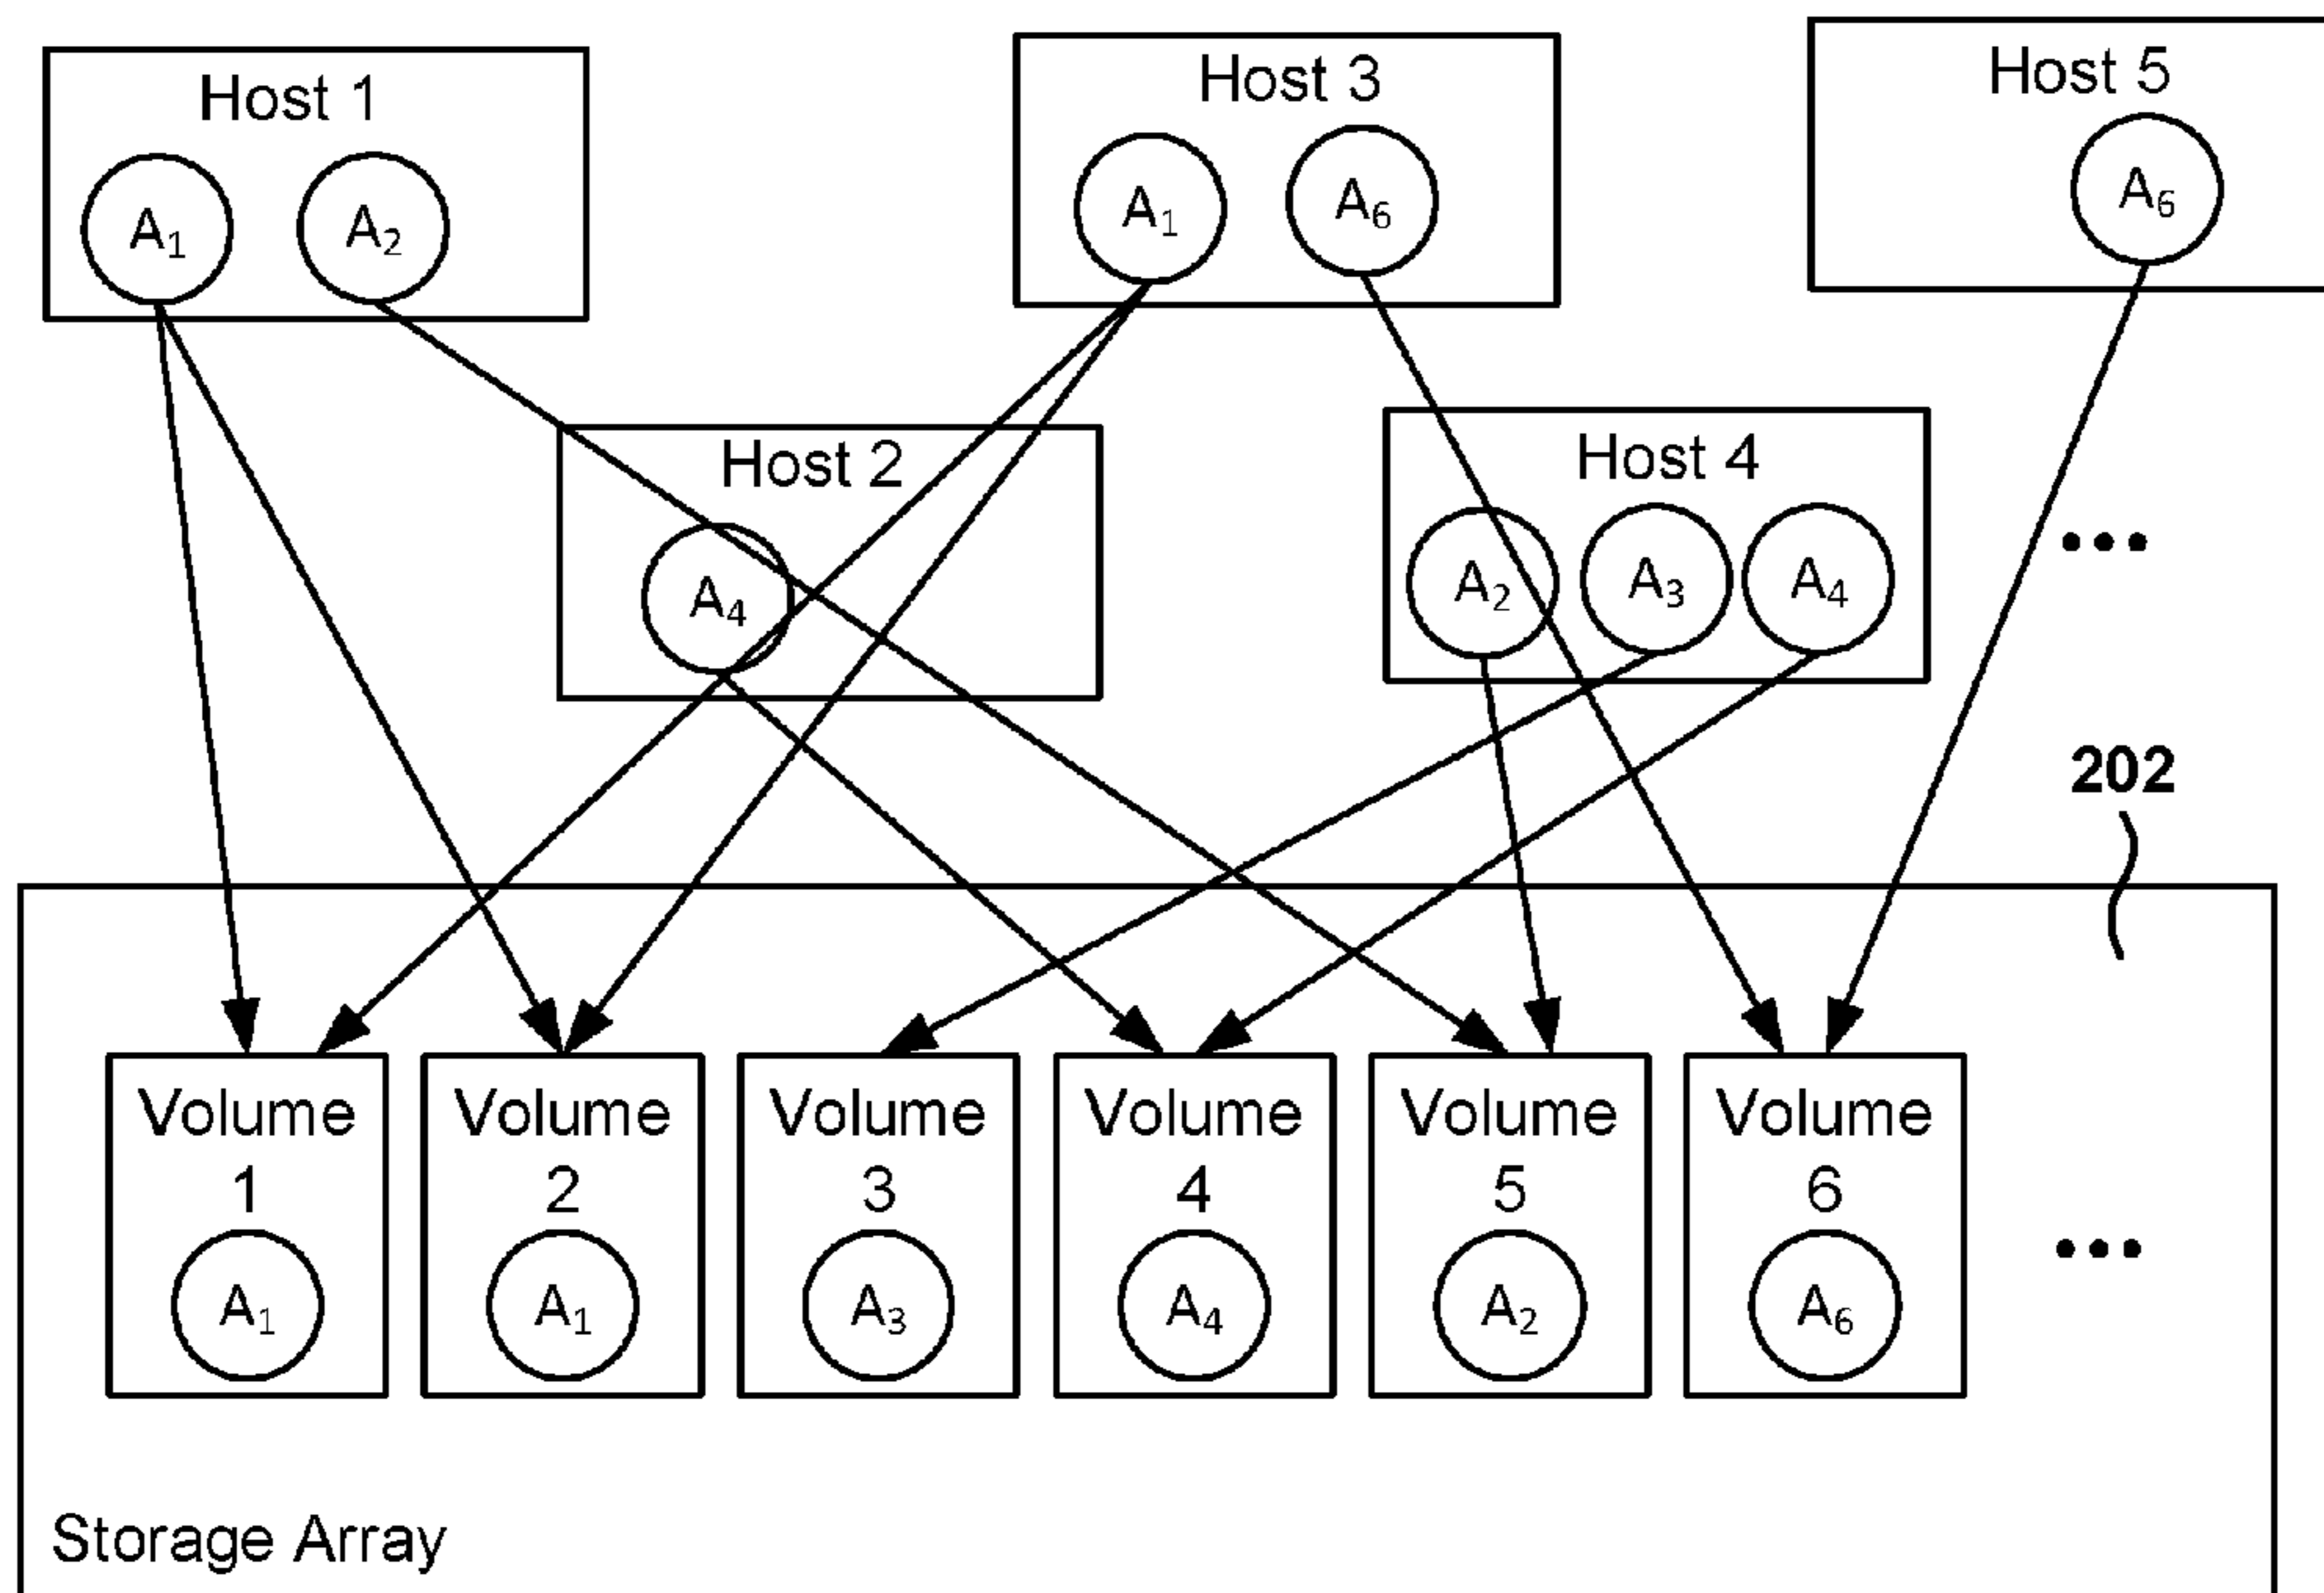 Host 1
A₁ A₂
Host 3
A₁ A₆
Host 5
A₆
Host 2
A₄
Host 4
A₂ A₃ A₄
...
202
Volume 1
A₁
Volume 2
A₁
Volume 3
A₃
Volume 4
A₄
Volume 5
A₂
Volume 6
A₆
...
Storage Array